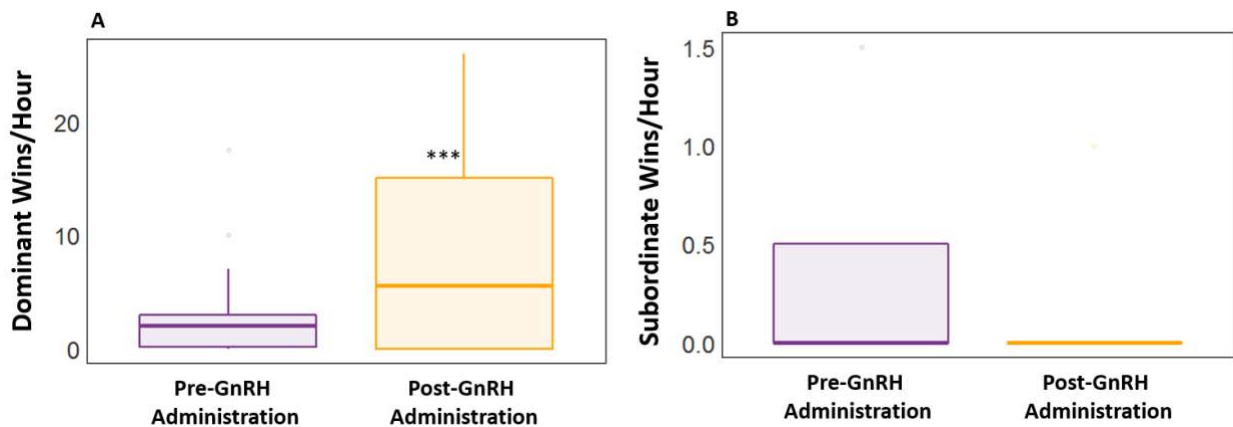 A
Dominant Wins/Hour
20
10
0
***
Pre-GnRH
Administration
Post-GnRH
Administration
B
Subordinate Wins/Hour
1.5
1.0
0.5
0.0
Pre-GnRH
Administration
Post-GnRH
Administration